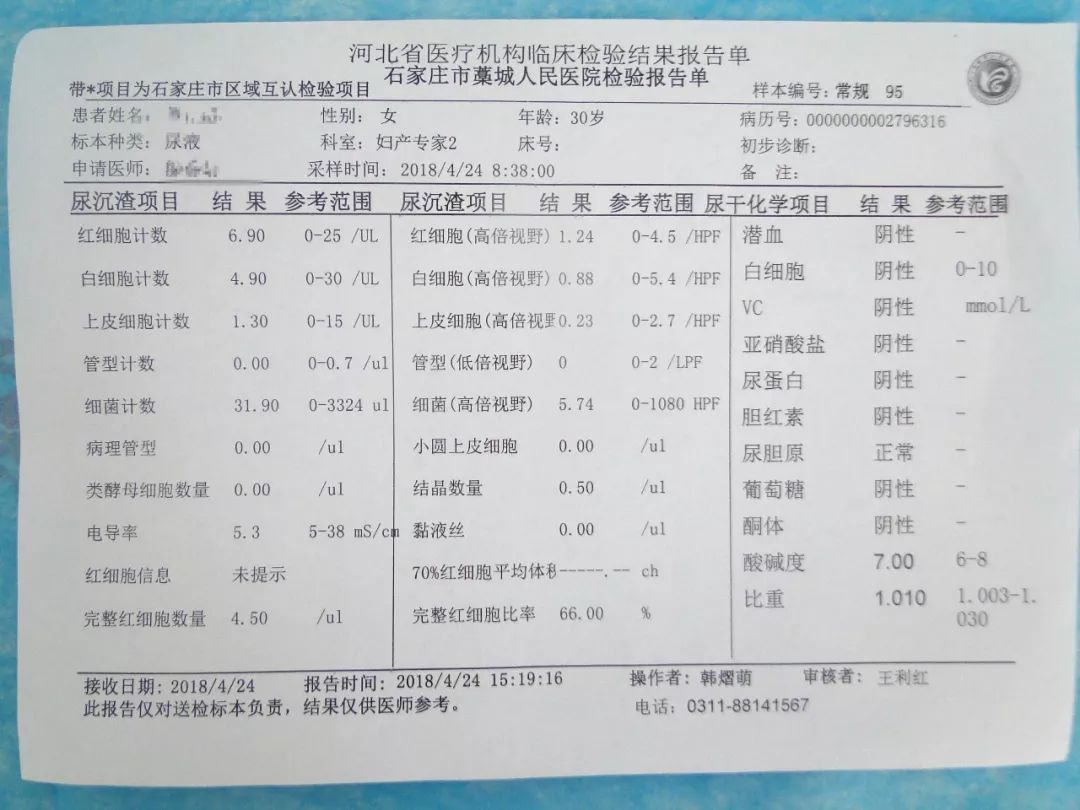 河北省医疗机构临床检验结果报告单
石家庄市藁城人民医院检验报告单
带*项目为石家庄市区域互认检验项目 样本编号: 常规 95
患者姓名: 性别: 女 年龄: 30岁 病历号: 0000000002796316
标本种类: 尿液 科室: 妇产专家2 床号: 初步诊断:
申请医师: 采样时间: 2018/4/24 8:38:00 备 注:
尿沉渣项目 结 果 参考范围 尿沉渣项目 结 果 参考范围 尿干化学项目 结 果 参考范围
红细胞计数 6.90 0-25 /UL 红细胞(高倍视野) 1.24 0-4.5 /HPF 潜血 阴性 -
白细胞计数 4.90 0-30 /UL 白细胞(高倍视野) 0.88 0-5.4 /HPF 白细胞 阴性 0-10
上皮细胞计数 1.30 0-15 /UL 上皮细胞(高倍视野 0.23 0-2.7 /HPF VC 阴性 mmol/L
管型计数 0.00 0-0.7 /ul 管型(低倍视野) 0 0-2 /LPF 亚硝酸盐 阴性 -
细菌计数 31.90 0-3324 ul 细菌(高倍视野) 5.74 0-1080 HPF 尿蛋白 阴性 -
胆红素 阴性 -
病理管型 0.00 /ul 小圆上皮细胞 0.00 /ul 尿胆原 正常 -
类酵母细胞数量 0.00 /ul 结晶数量 0.50 /ul 葡萄糖 阴性 -
电导率 5.3 5-38 mS/cm 黏液丝 0.00 /ul 酮体 阴性 -
红细胞信息 未提示 70%红细胞平均体积 -----.-- ch 酸碱度 7.00 6-8
完整红细胞数量 4.50 /ul 完整红细胞比率 66.00 % 比重 1.010 1.003-1.
030
接收日期: 2018/4/24 报告时间: 2018/4/24 15:19:16 操作者: 韩熠萌 审核者: 王利红
此报告仅对送检标本负责，结果仅供医师参考。 电话: 0311-88141567